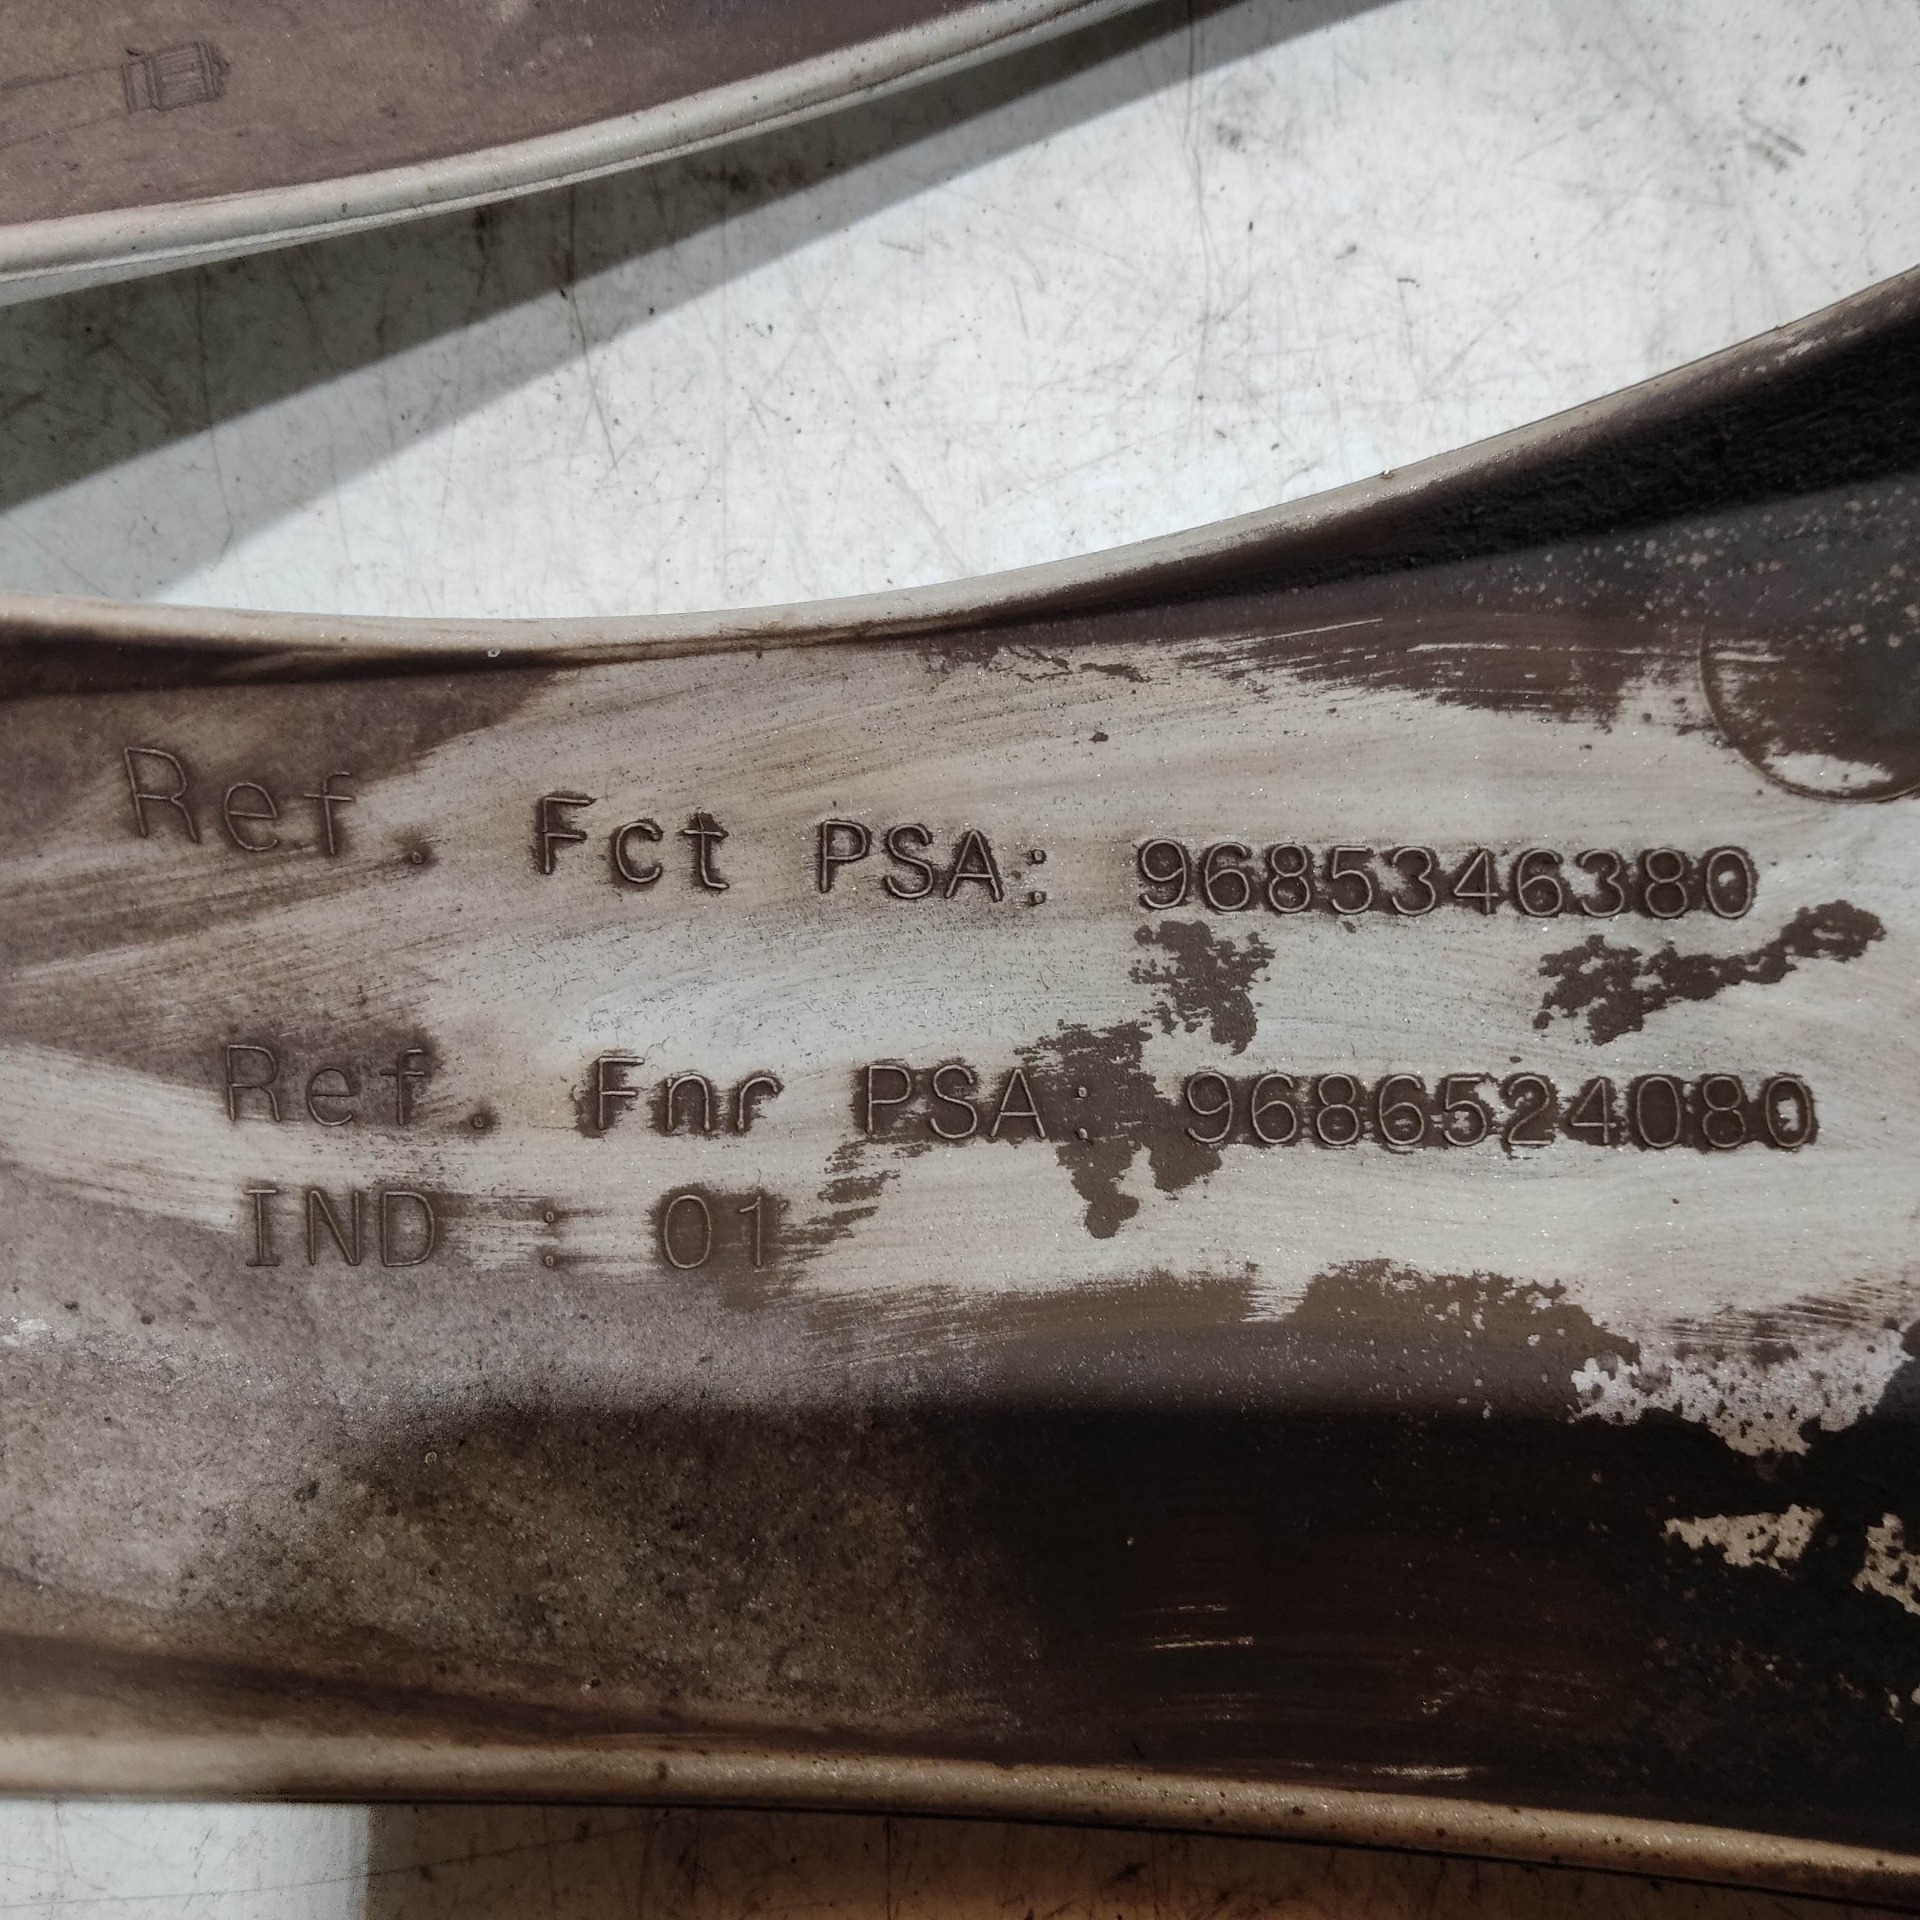 Ref. Fct PSA: 9685346380
Ref. Fnr PSA: 9686524080
IND : 01